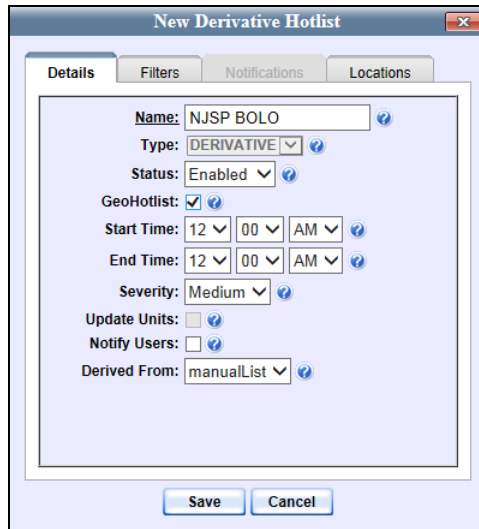 New Derivative Hotlist
Details Filters Notifications Locations
Name: NJSP BOLO
Type: DERIVATIVE
Status: Enabled
GeoHotlist:
Start Time: 12 00 AM
End Time: 12 00 AM
Severity: Medium
Update Units:
Notify Users:
Derived From: manualList
Save Cancel